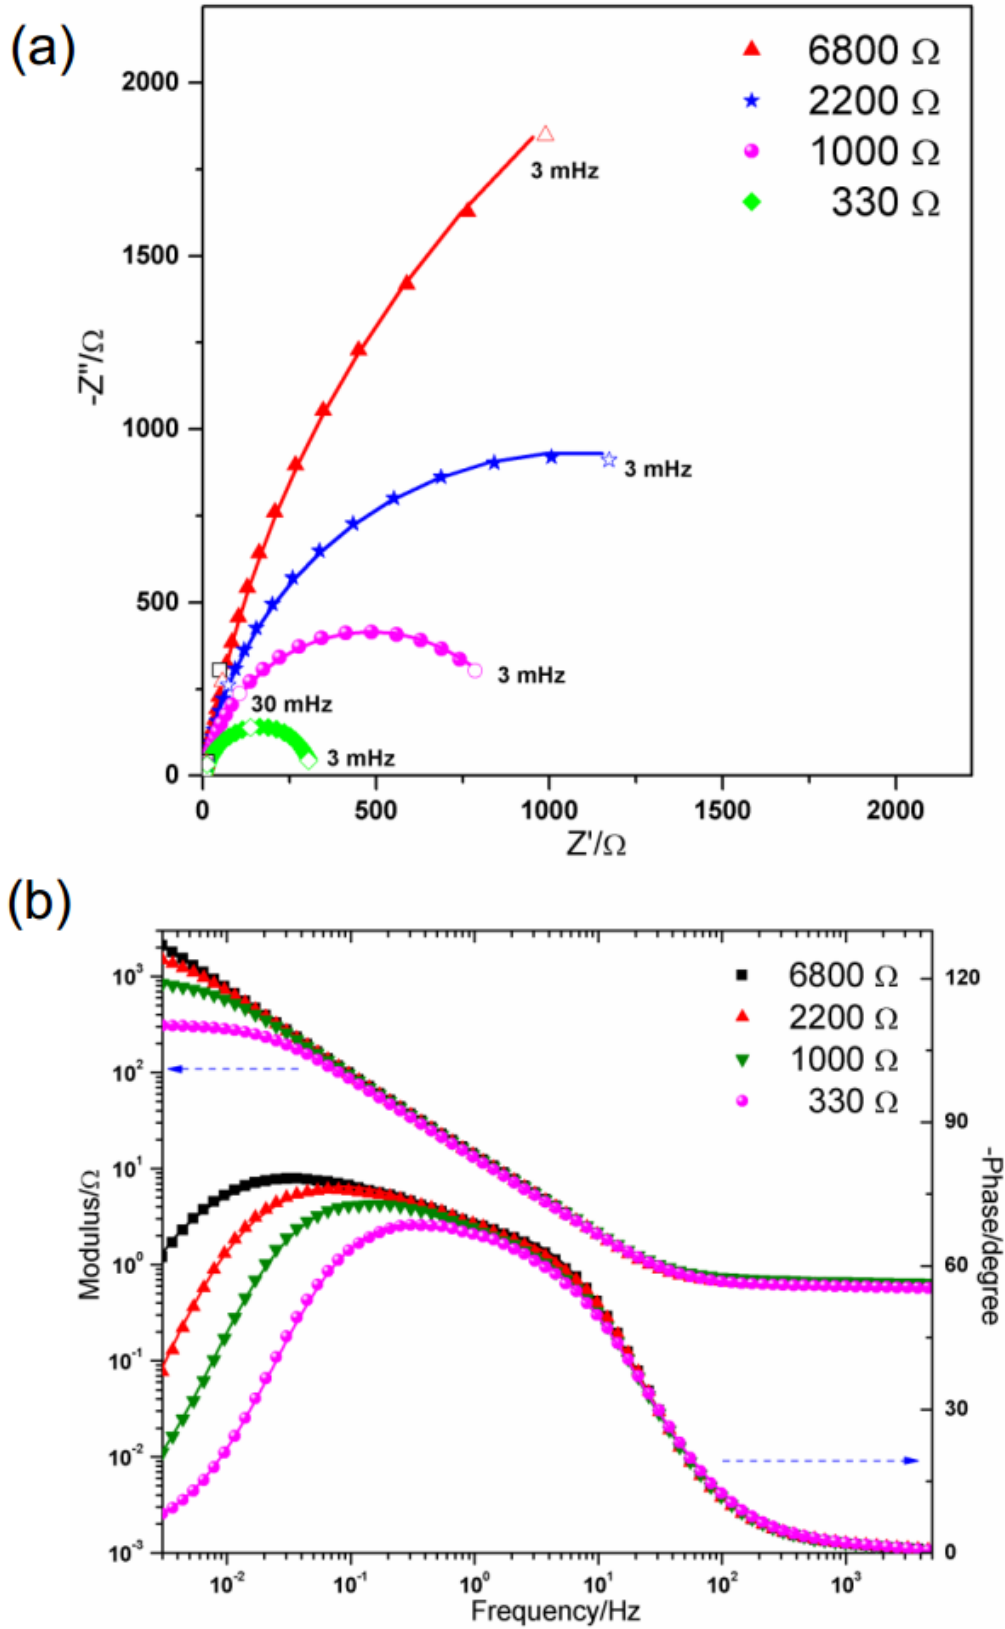 (a)
6800 Ω
2200 Ω
1000 Ω
330 Ω
2000
1500
1000
500
0
-Z"/Ω
3 mHz
3 mHz
3 mHz
30 mHz
3 mHz
0
500
1000
1500
2000
Z'/Ω
(b)
6800 Ω
2200 Ω
1000 Ω
330 Ω
10³
10²
10¹
10⁰
10⁻¹
10⁻²
10⁻³
Modulus/Ω
120
90
60
30
0
-Phase/degree
10⁻²
10⁻¹
10⁰
10¹
10²
10³
Frequency/Hz